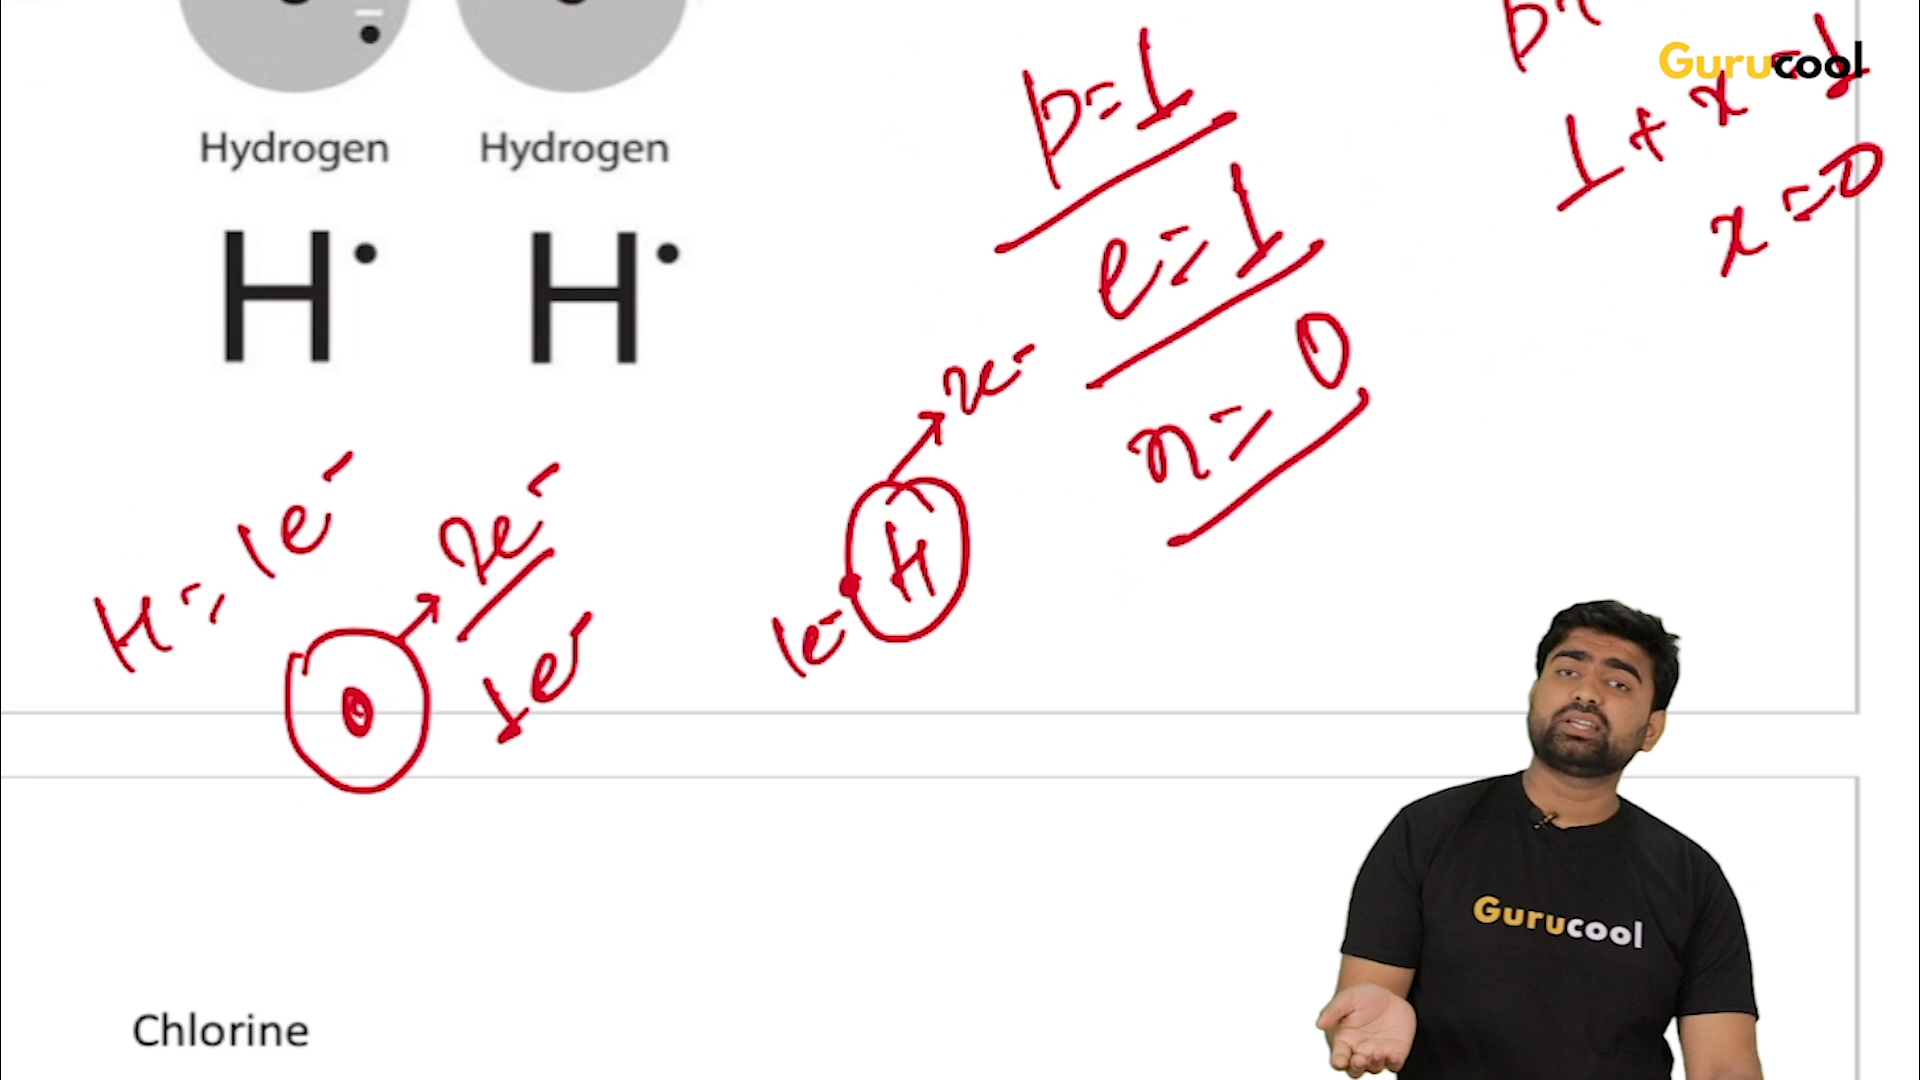 Gurucool
Hydrogen Hydrogen
H• H•
p=1
e=1
n=0
1+x=1
x=0
2e-
H
1e-
H=1e-
2e-
1e-
Gurucool
Chlorine